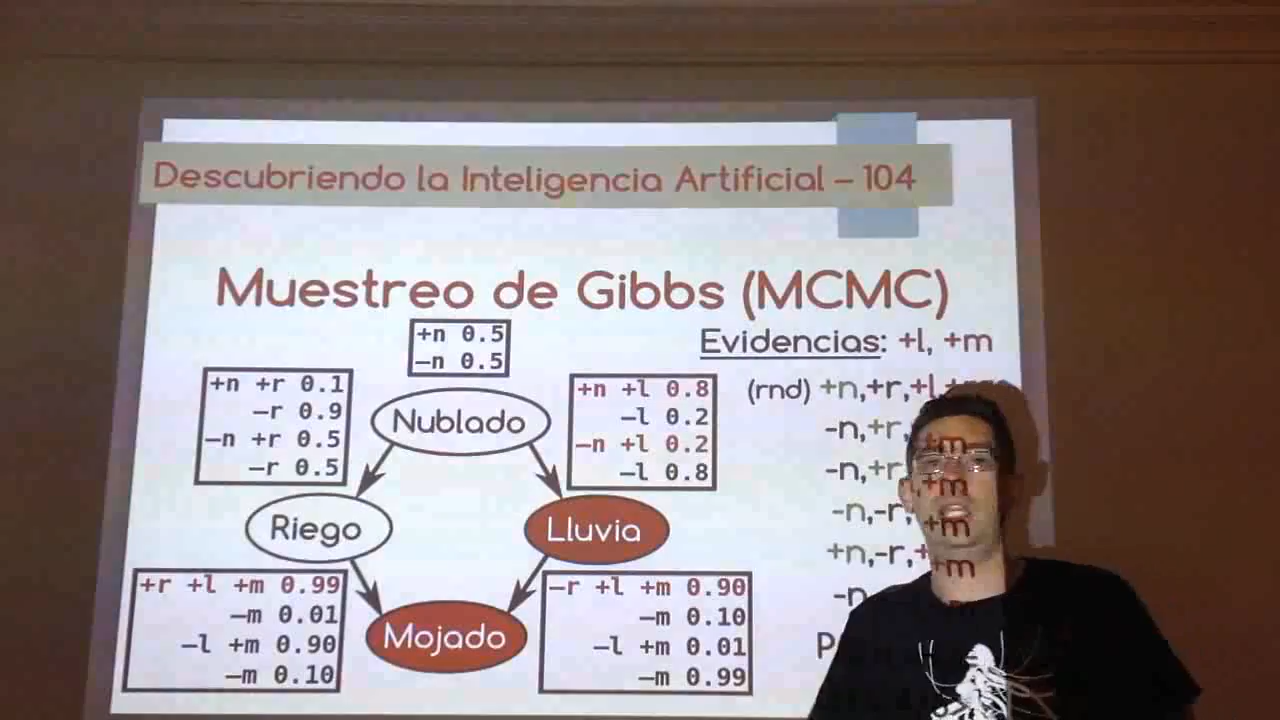 Descubriendo la Inteligencia Artificial – 104
Muestreo de Gibbs (MCMC)
+n 0.5
–n 0.5
Evidencias: +l, +m
+n +r 0.1
–r 0.9
–n +r 0.5
–r 0.5
Nublado
+n +l 0.8
–l 0.2
–n +l 0.2
–l 0.8
(rnd) +n,+r,+l
-n,+r, +m
-n,+r, +m
-n,-r, +m
+n,-r,+ +m
-n
Riego
Lluvia
+r +l +m 0.99
–m 0.01
–l +m 0.90
–m 0.10
Mojado
–r +l +m 0.90
–m 0.10
–l +m 0.01
–m 0.99